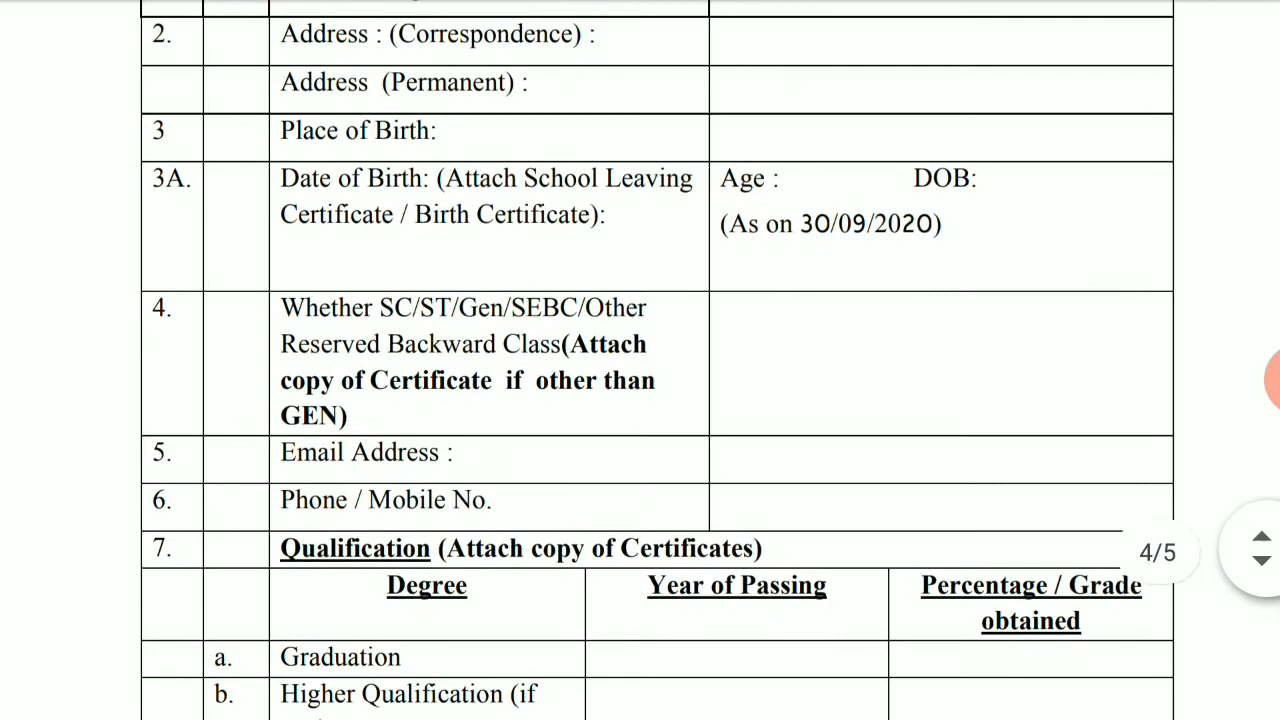 2. Address : (Correspondence) :
Address (Permanent) :
3 Place of Birth:
3A. Date of Birth: (Attach School Leaving Age : DOB:
Certificate / Birth Certificate): (As on 30/09/2020)
4. Whether SC/ST/Gen/SEBC/Other
Reserved Backward Class(Attach
copy of Certificate if other than
GEN)
5. Email Address :
6. Phone / Mobile No.
7. Qualification (Attach copy of Certificates)
4/5
Degree Year of Passing Percentage / Grade
obtained
a. Graduation
b. Higher Qualification (if